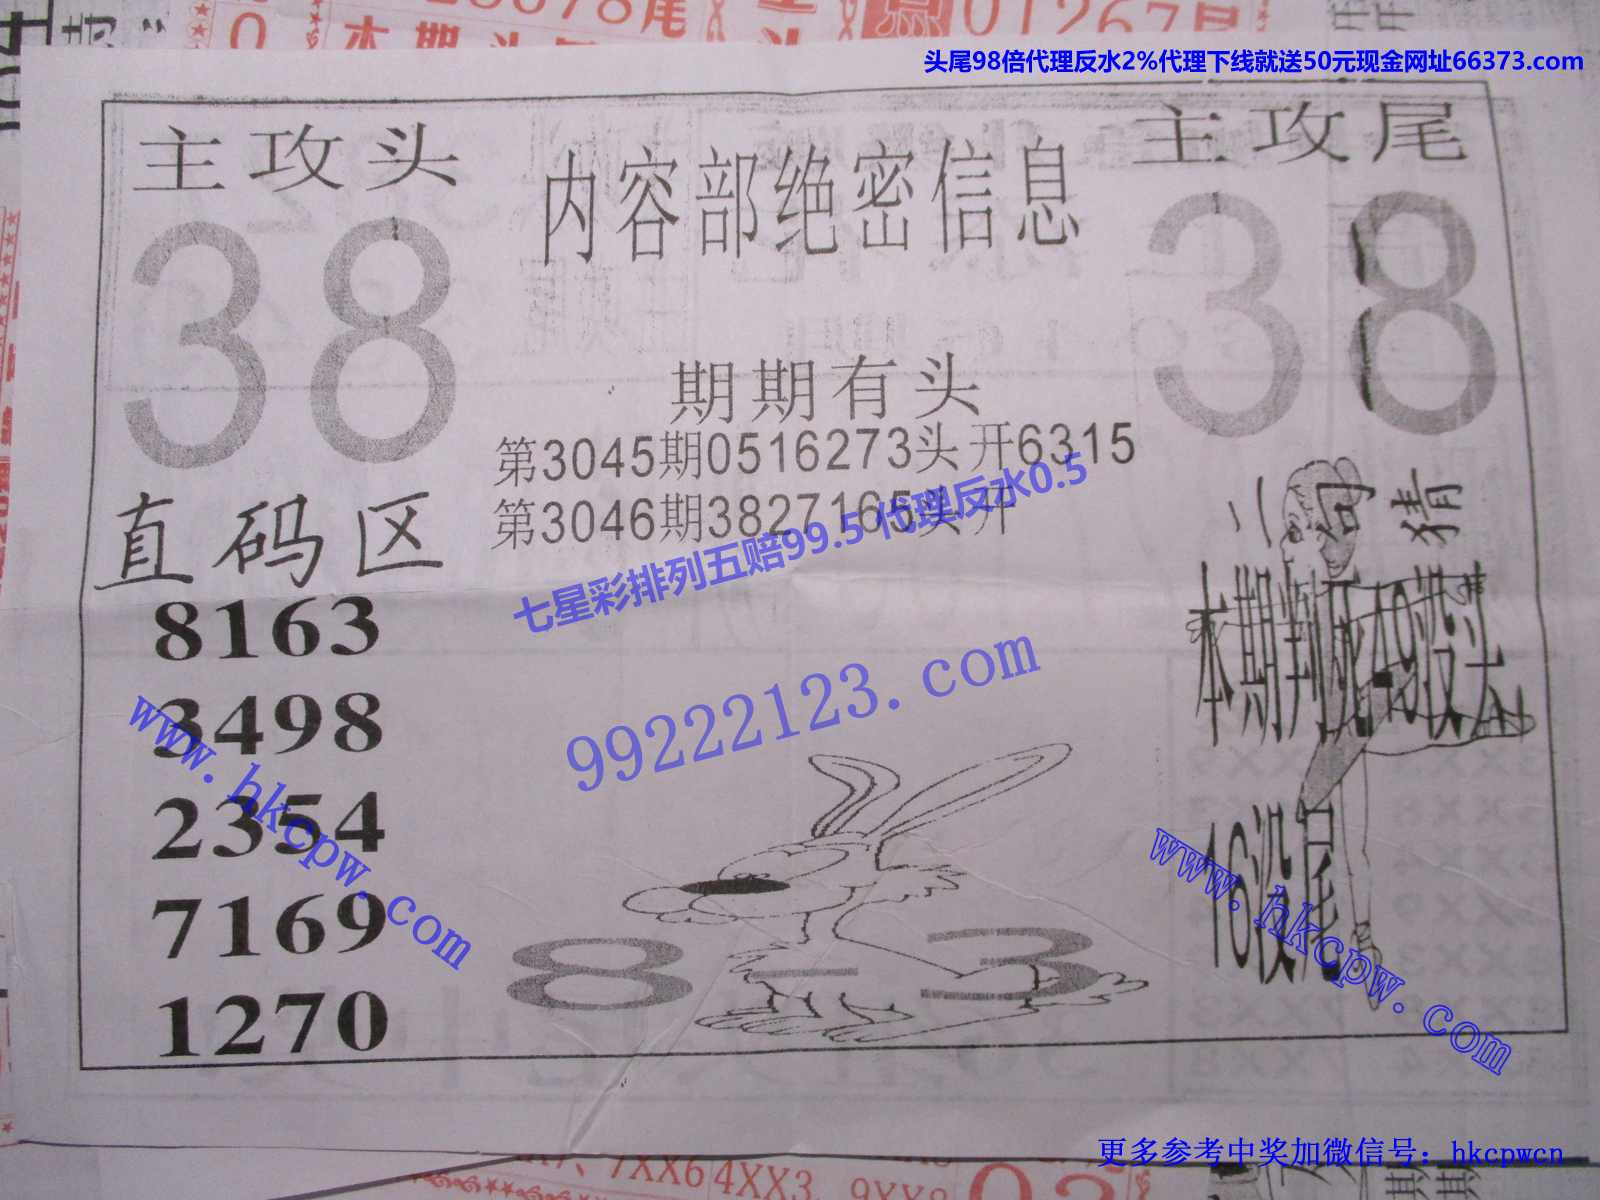 头尾98倍代理反水2%代理下线就送50元现金网址66373.com
主攻头
38
内容部绝密信息
主攻尾
38
期期有头
第3045期0516273头开6315
第3046期3827165头开
七星彩排列五赔99.5 代理反水0.5
99222123.com
直码区
8163
3498
2354
7169
1270
www.hkcpw.com
8-3
二句猜
没头
16没尾
www.hkcpw.com
更多参考中奖加微信号：hkcpwcn
7XX6 4XX3